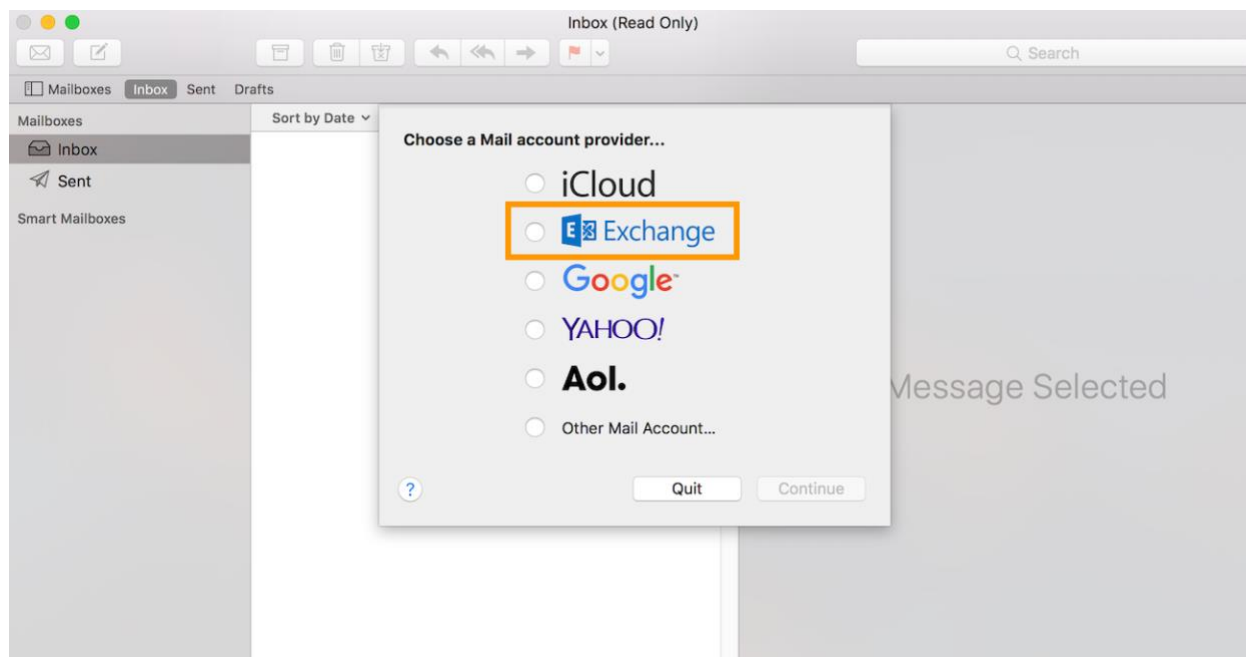 Inbox (Read Only)
Search
Mailboxes Inbox Sent Drafts
Mailboxes
Inbox
Sent
Smart Mailboxes
Sort by Date
Choose a Mail account provider...
iCloud
E Exchange
Google™
YAHOO!
Aol.
Other Mail Account...
? Quit Continue
Message Selected